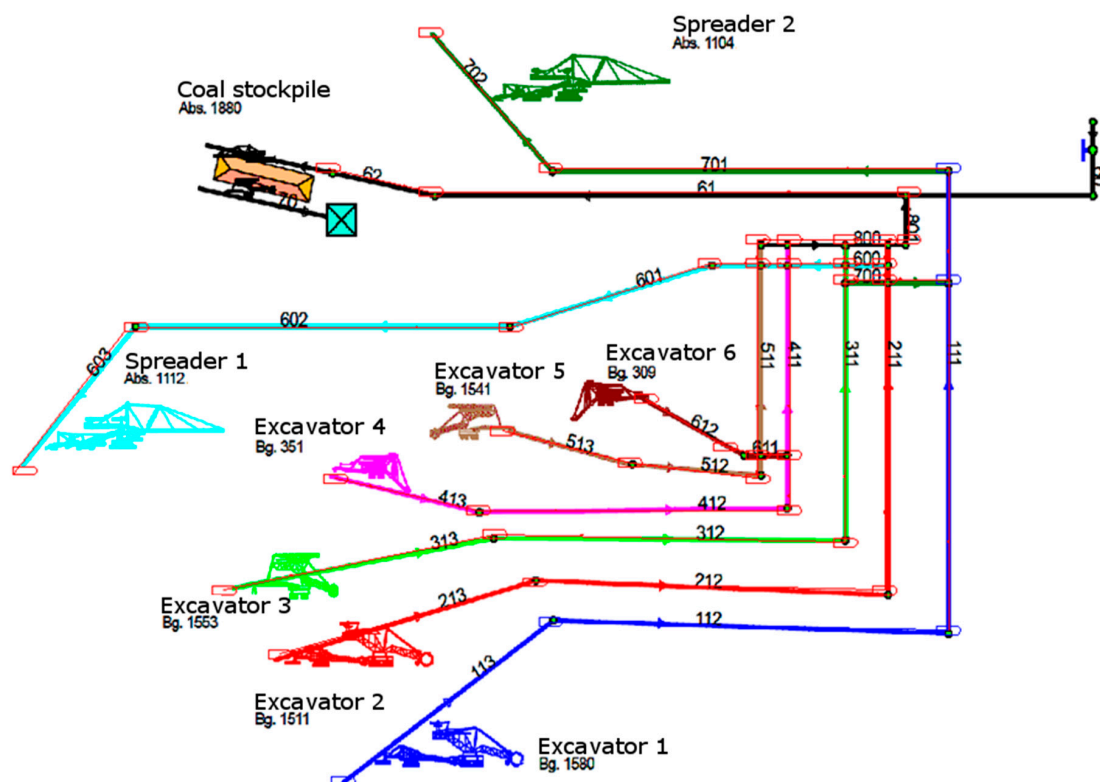 Spreader 2
Abs. 1104
702
Coal stockpile
Abs. 1880
701
62
61
70
801
800
600
700
601
602
603
Spreader 1
Abs. 1112
511
411
311
211
111
Excavator 6
Bg. 309
Excavator 5
Bg. 1541
612
611
513
512
Excavator 4
Bg. 351
413
412
313
312
Excavator 3
Bg. 1553
213
212
Excavator 2
Bg. 1511
113
112
Excavator 1
Bg. 1580